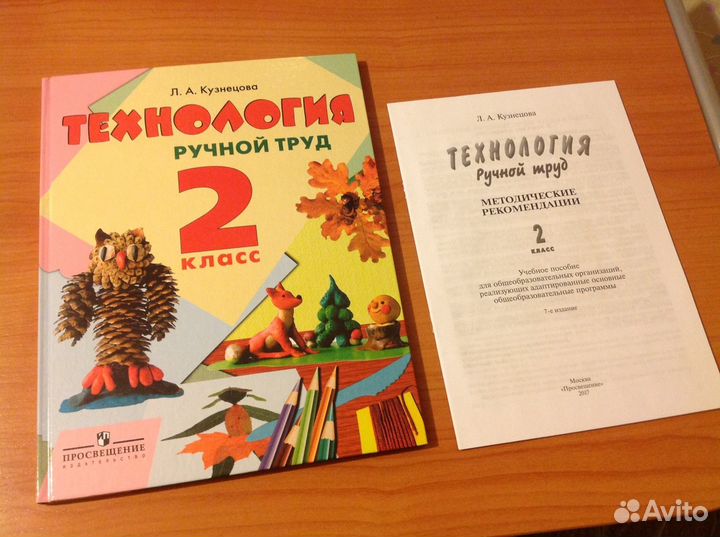 Л. А. Кузнецова
ТЕХНОЛОГИЯ
РУЧНОЙ ТРУД
2
КЛАСС
ПРОСВЕЩЕНИЕ
ИЗДАТЕЛЬСТВО
Л. А. Кузнецова
ТЕХНОЛОГИЯ
Ручной труд
МЕТОДИЧЕСКИЕ
РЕКОМЕНДАЦИИ
2
КЛАСС
Учебное пособие
для общеобразовательных организаций,
реализующих адаптированные основные
общеобразовательные программы
7-е издание
Москва
«Просвещение»
2017
Avito